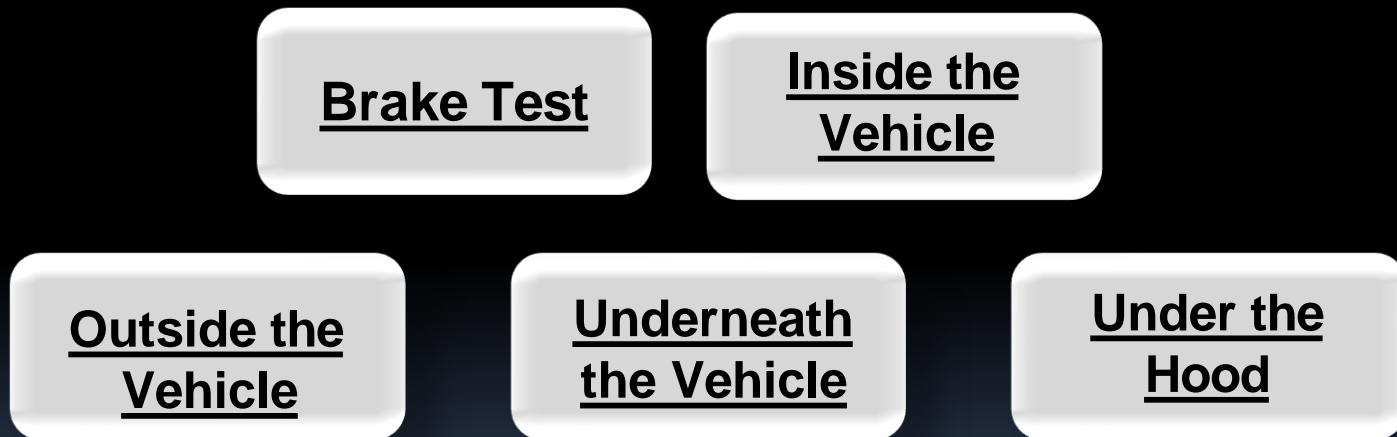 Brake Test
Inside the
Vehicle
Outside the
Vehicle
Underneath
the Vehicle
Under the
Hood